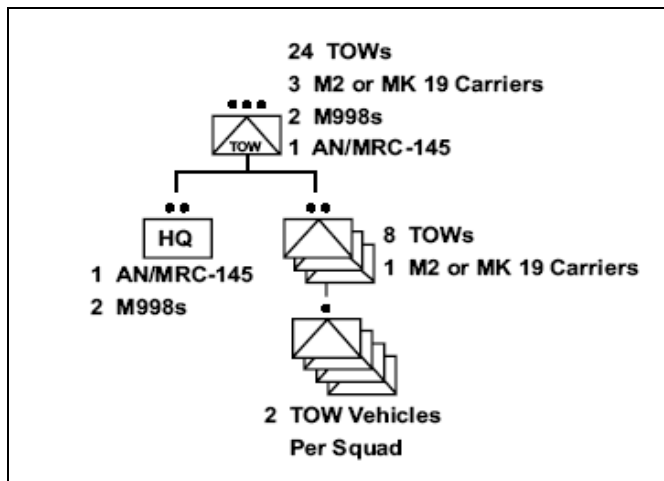 24 TOWs
3 M2 or MK 19 Carriers
2 M998s
1 AN/MRC-145
TOW
HQ
1 AN/MRC-145
2 M998s
8 TOWs
1 M2 or MK 19 Carriers
2 TOW Vehicles
Per Squad